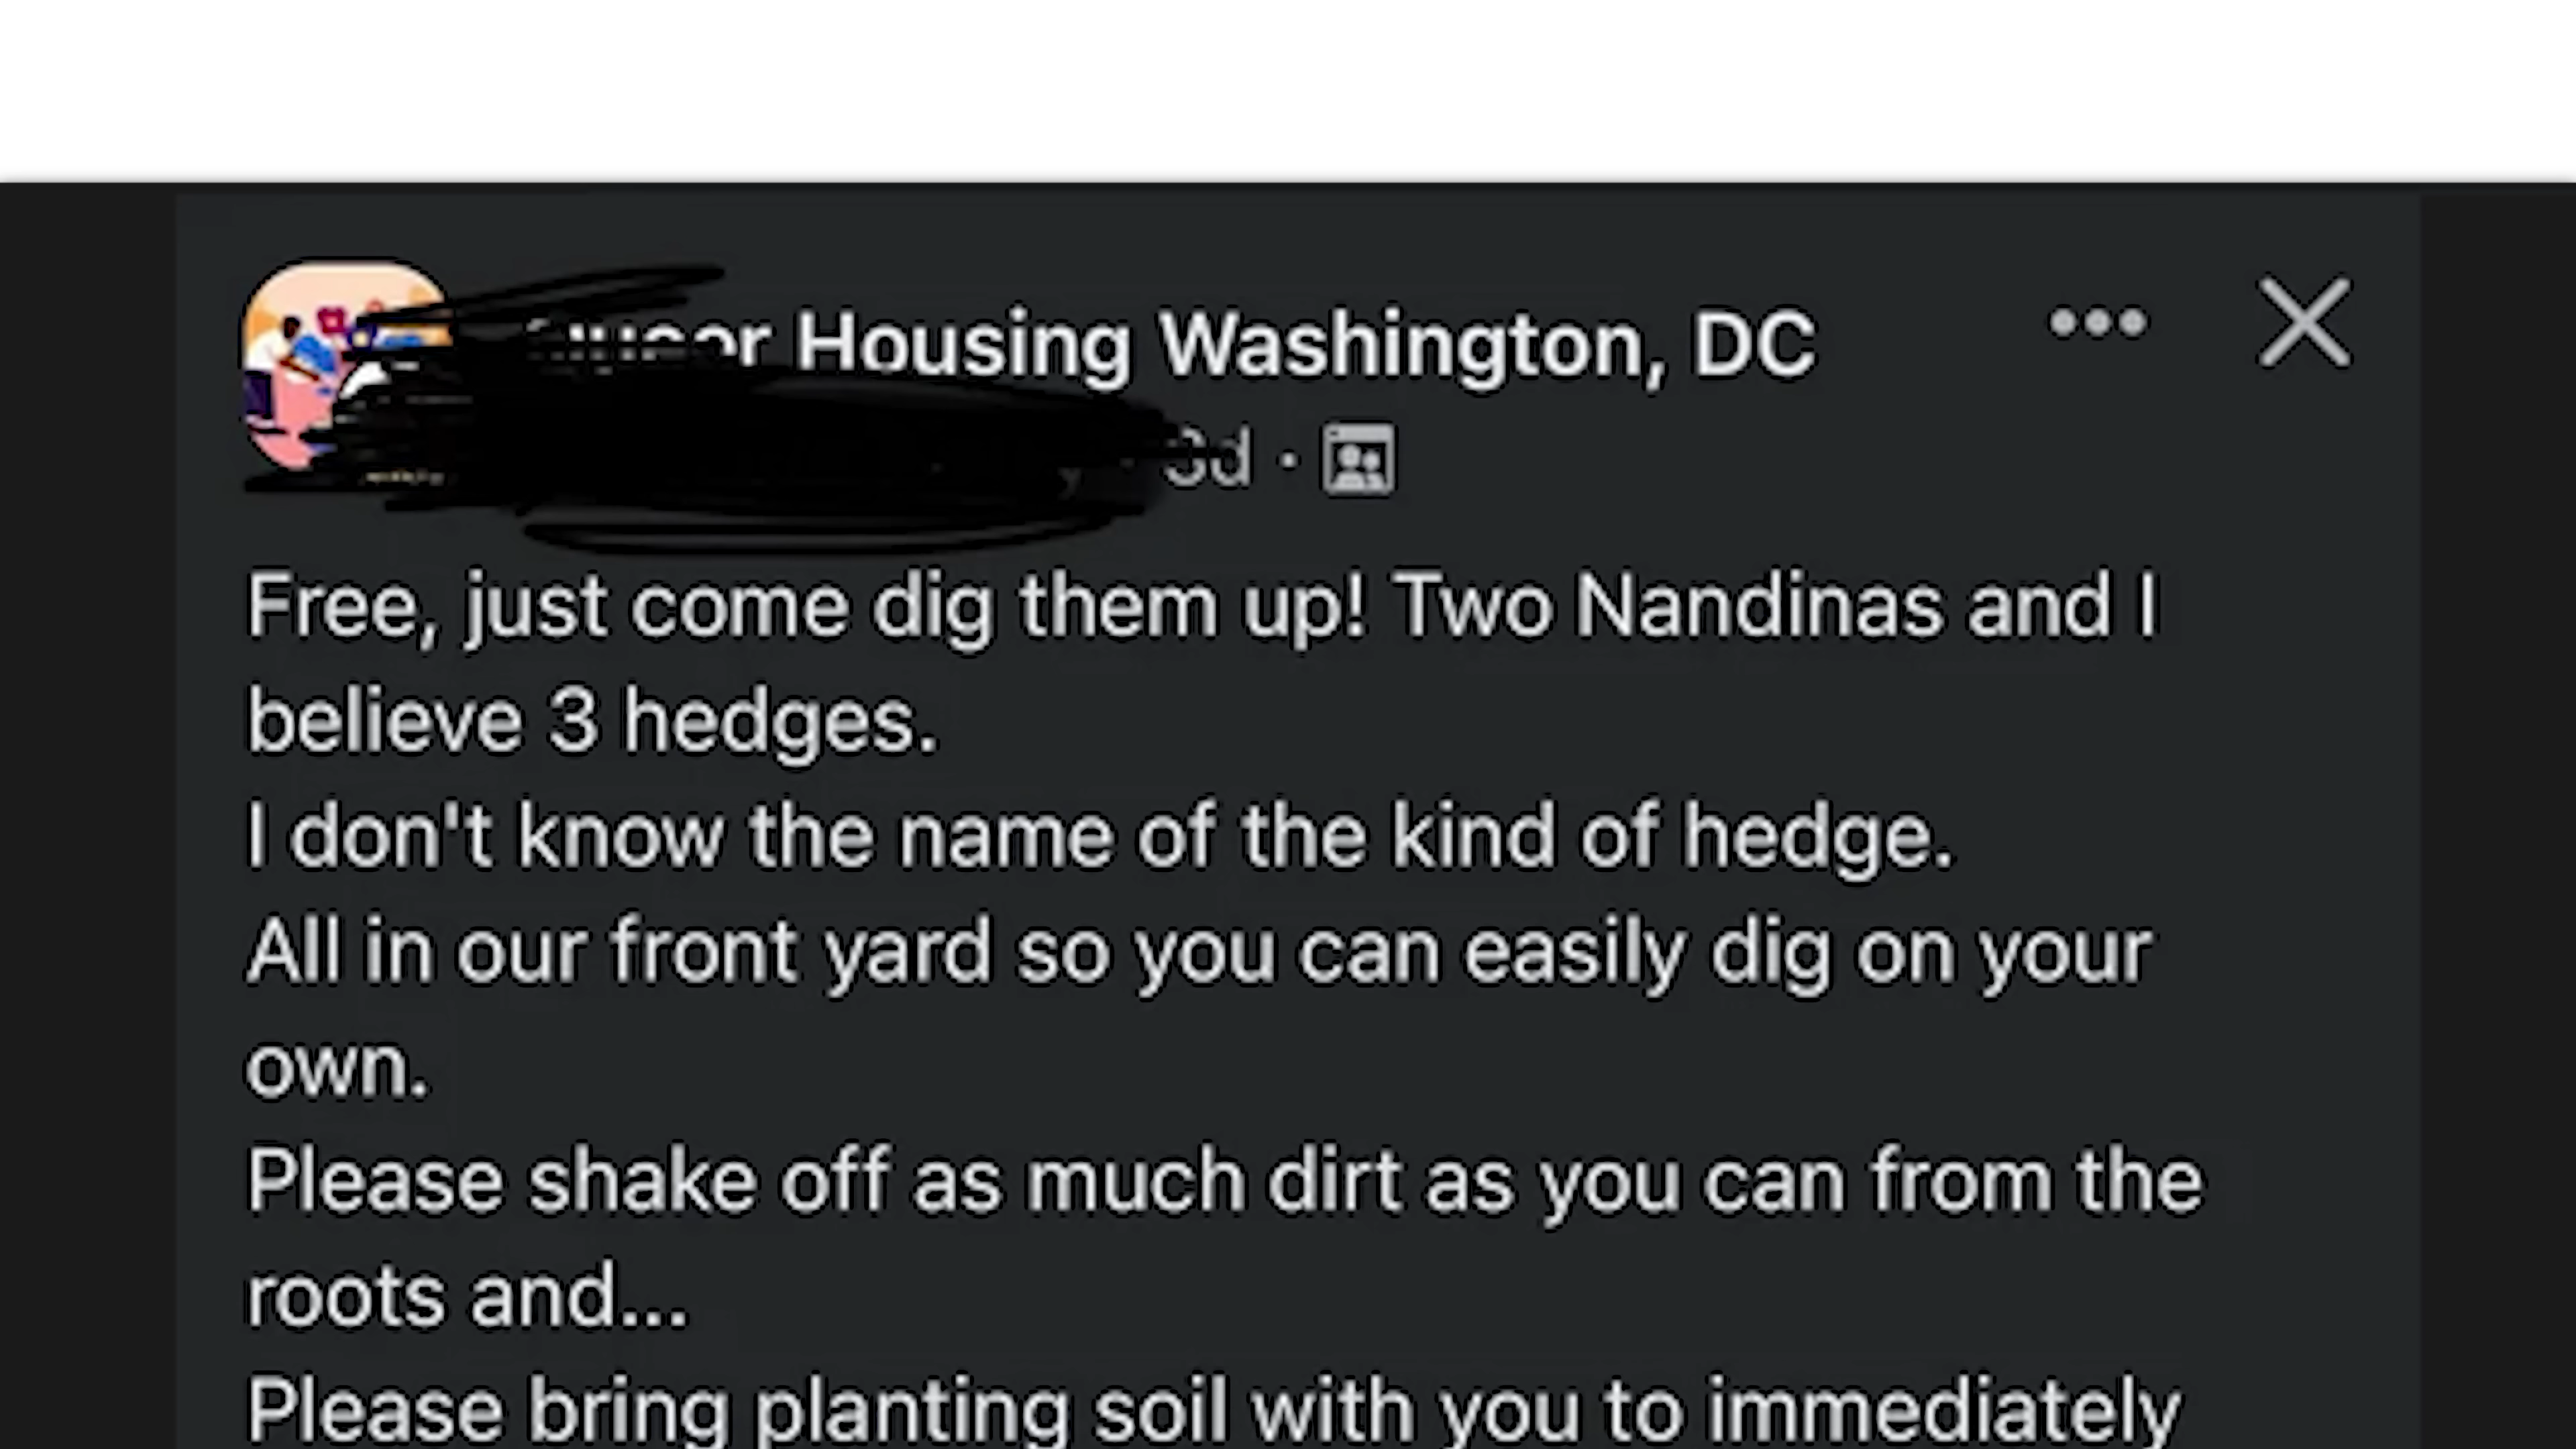 Housing Washington, DC
3d ·
Free, just come dig them up! Two Nandinas and I
believe 3 hedges.
I don't know the name of the kind of hedge.
All in our front yard so you can easily dig on your
own.
Please shake off as much dirt as you can from the
roots and...
Please bring planting soil with you to immediately